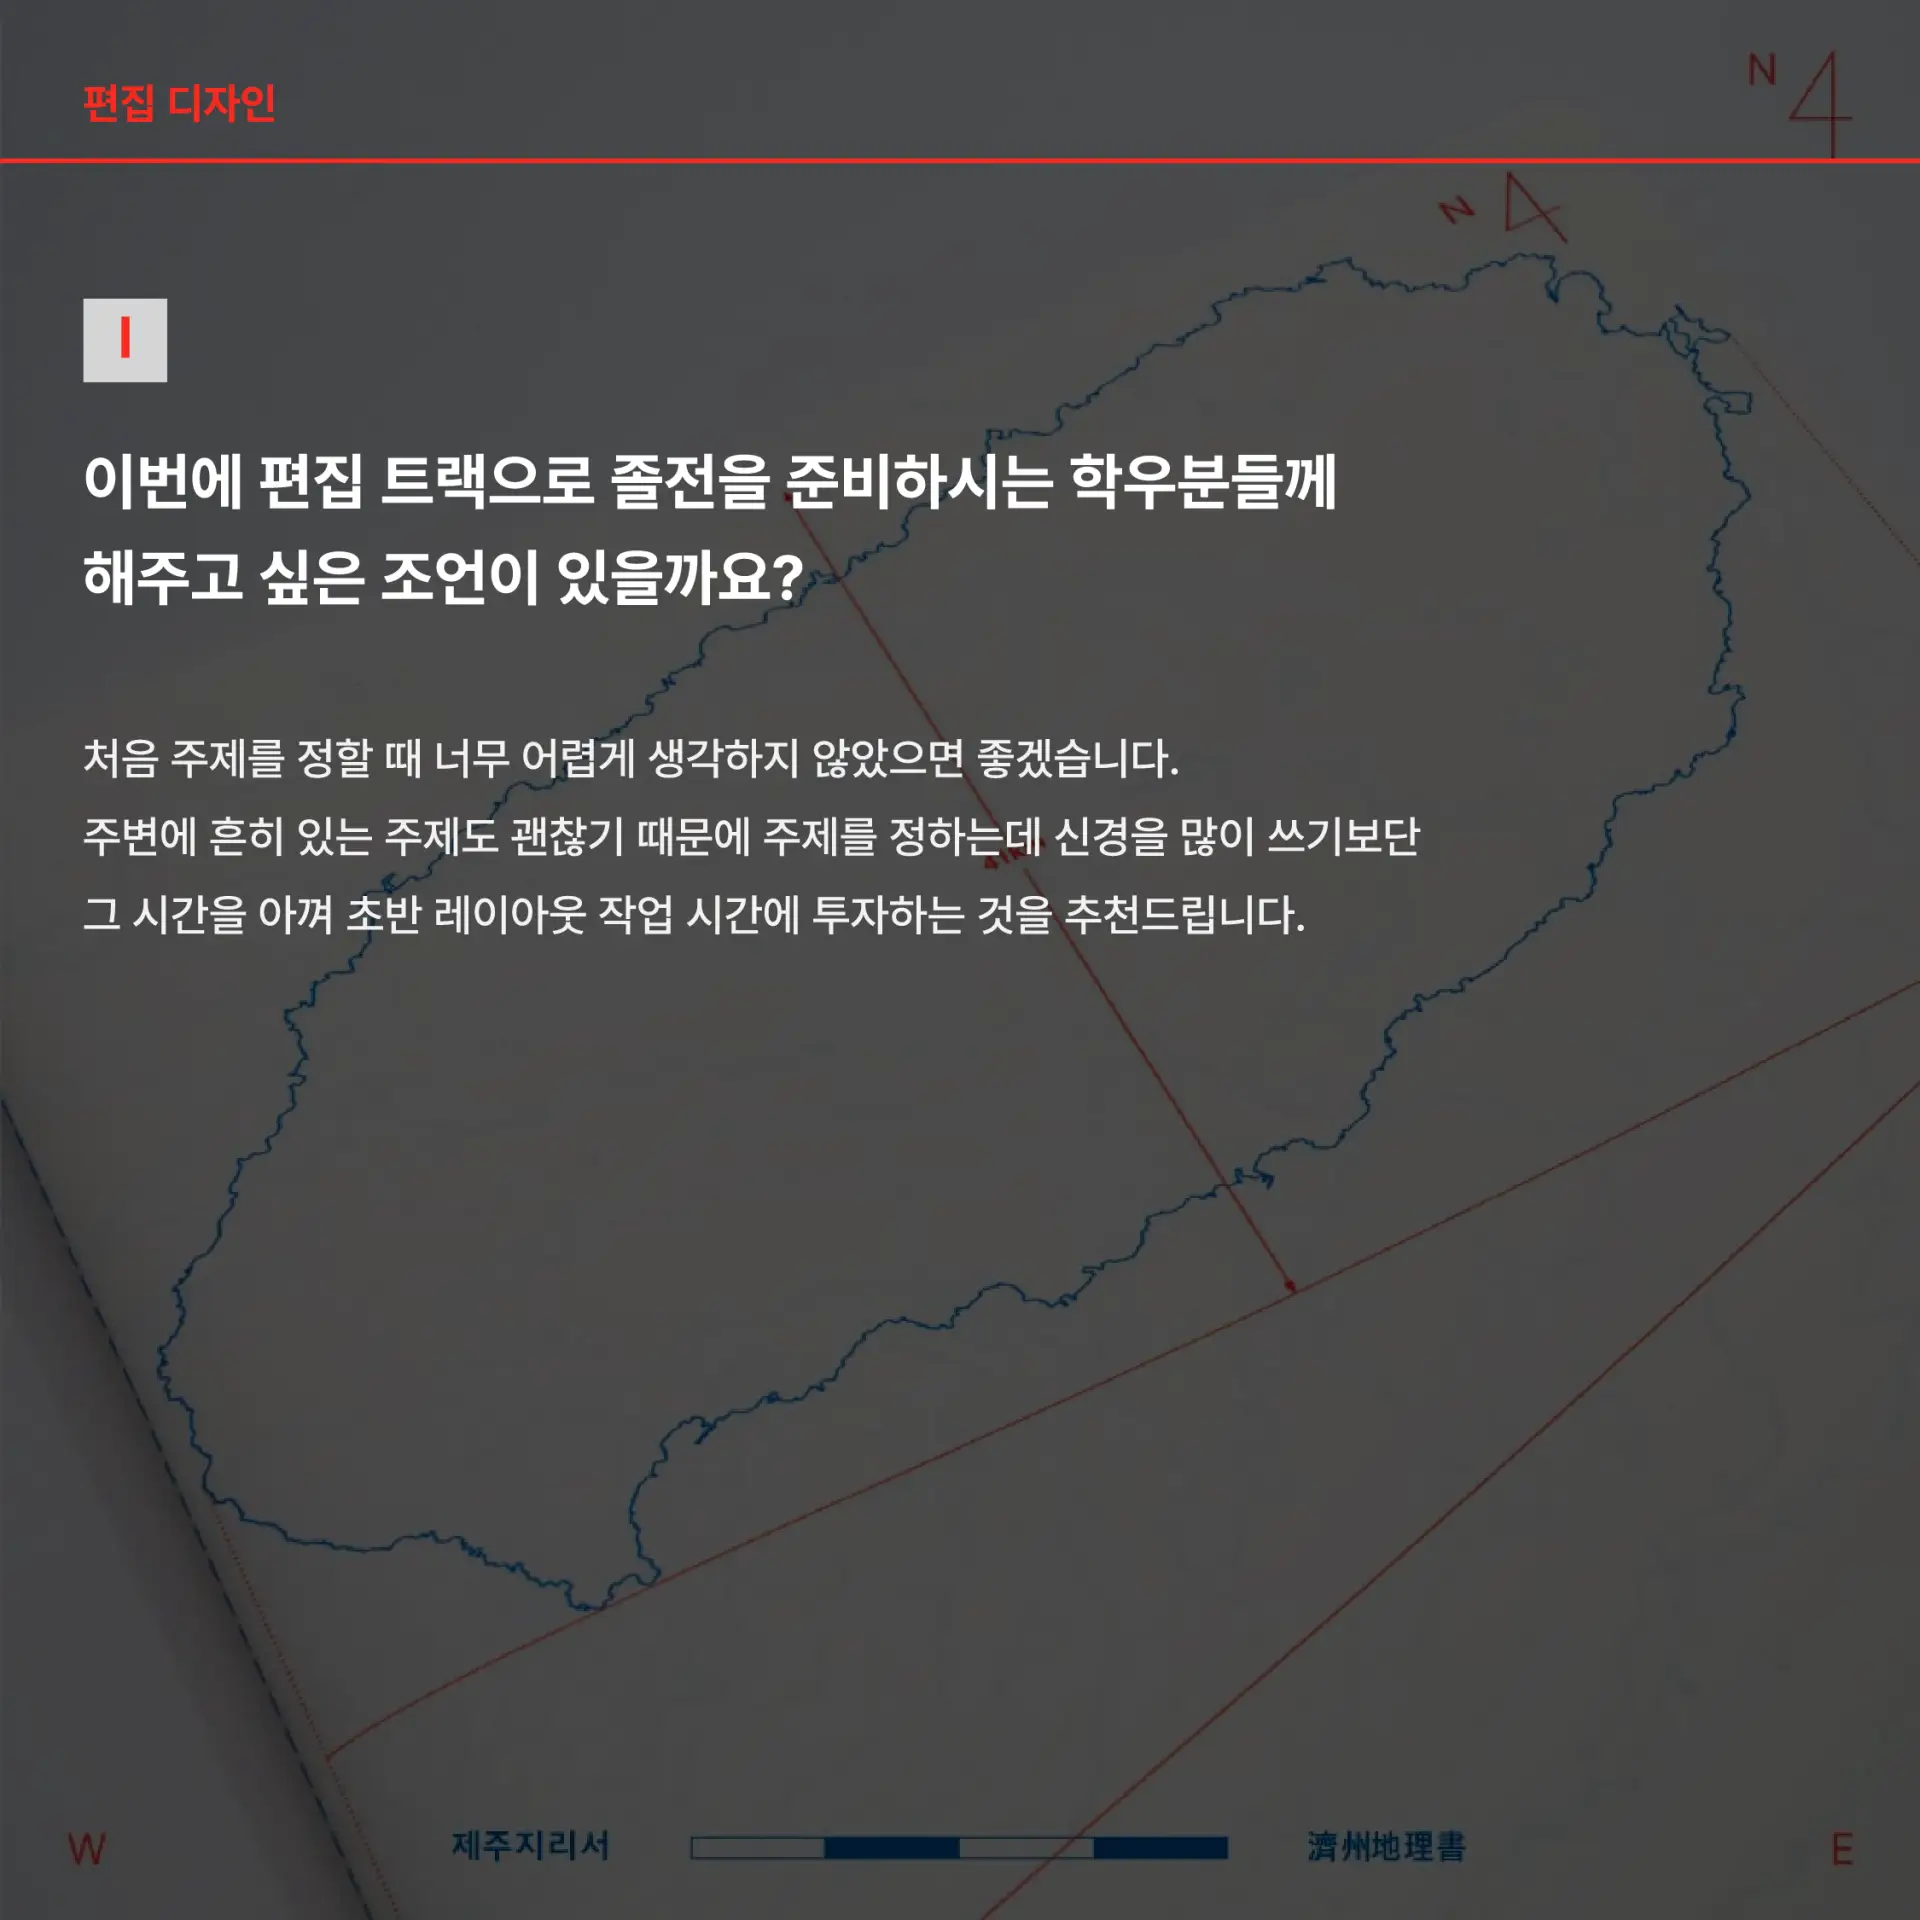 편집 디자인
N
N
I
이번에 편집 트랙으로 졸전을 준비하시는 학우분들께
해주고 싶은 조언이 있을까요?
처음 주제를 정할 때 너무 어렵게 생각하지 않았으면 좋겠습니다.
주변에 흔히 있는 주제도 괜찮기 때문에 주제를 정하는데 신경을 많이 쓰기보단
그 시간을 아껴 초반 레이아웃 작업 시간에 투자하는 것을 추천드립니다.
W
제주지리서
濟州地理書
E